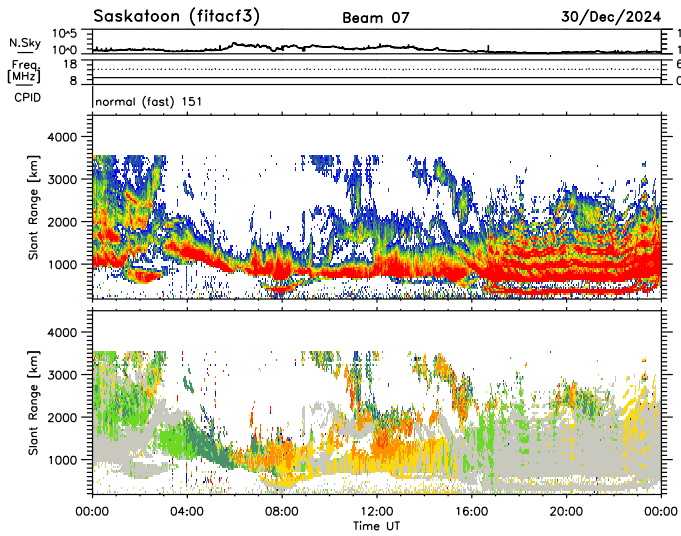 Saskatoon (fitacf3) Beam 07 30/Dec/2024
N.Sky 10^5 10^0
Freq. [MHz] 18 8
CPID normal (fast) 151
Slant Range [km] 4000 3000 2000 1000
Slant Range [km] 4000 3000 2000 1000
00:00 04:00 08:00 12:00 16:00 20:00 00:00
Time UT